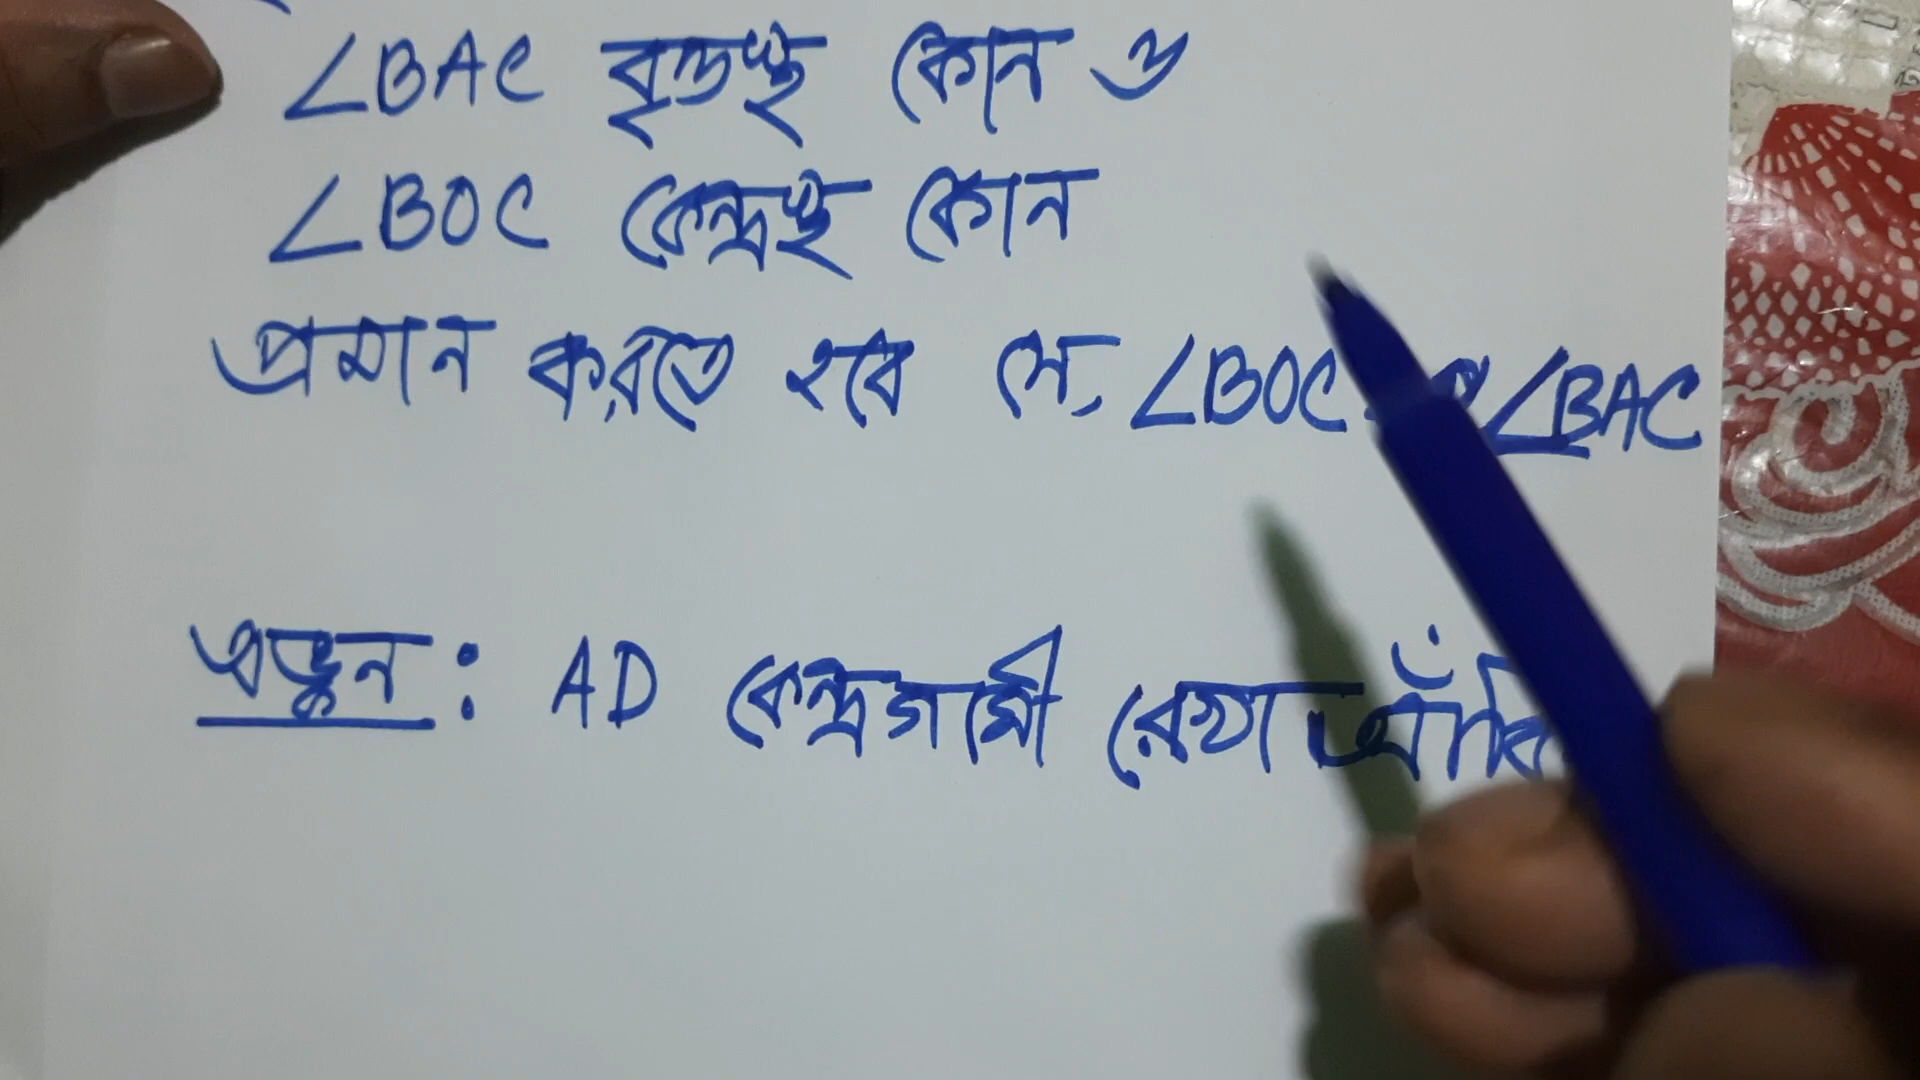 ∠BAC বৃত্তস্থ কোন ও
∠BOC কেন্দ্রস্থ কোন
প্রমান করতে হবে যে, ∠BOC ∠BAC
অঙ্কন: AD কেন্দ্রগামী রেখা